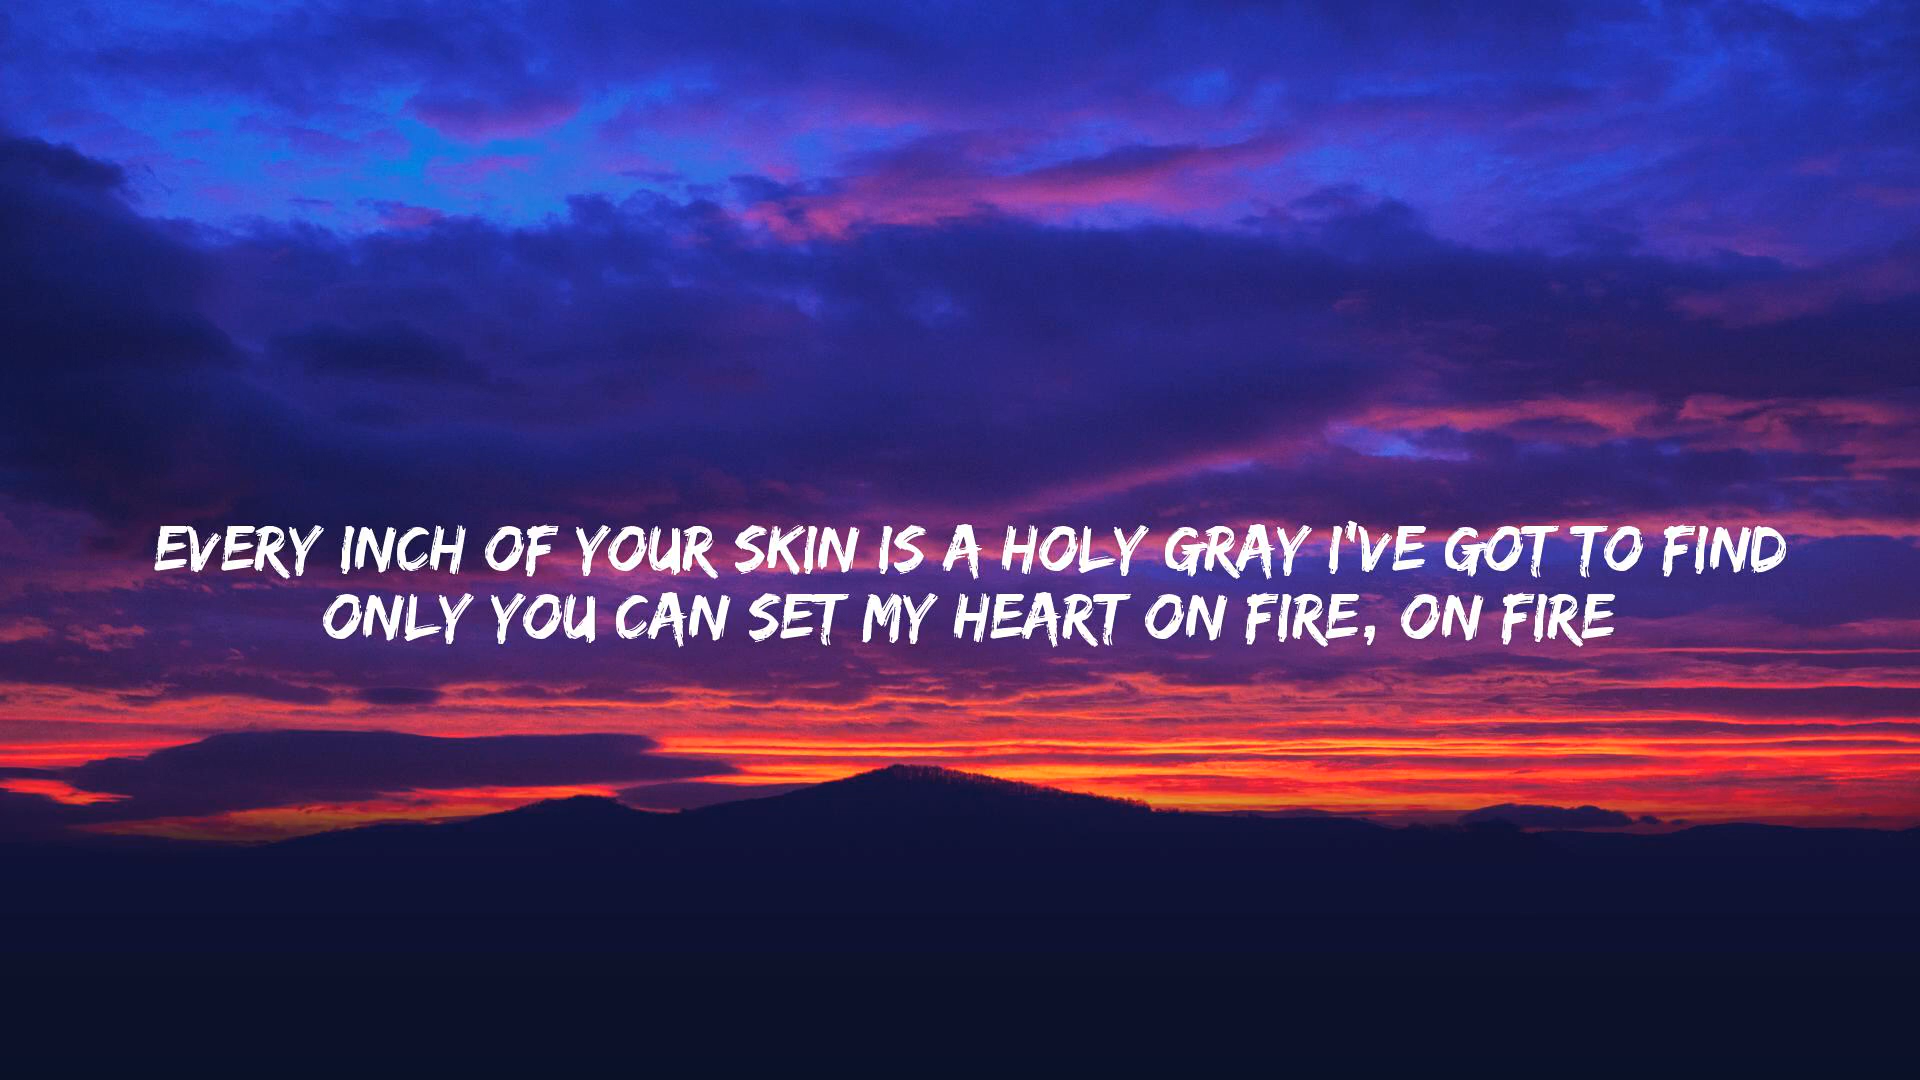 EVERY INCH OF YOUR SKIN IS A HOLY GRAY I'VE GOT TO FIND
ONLY YOU CAN SET MY HEART ON FIRE, ON FIRE